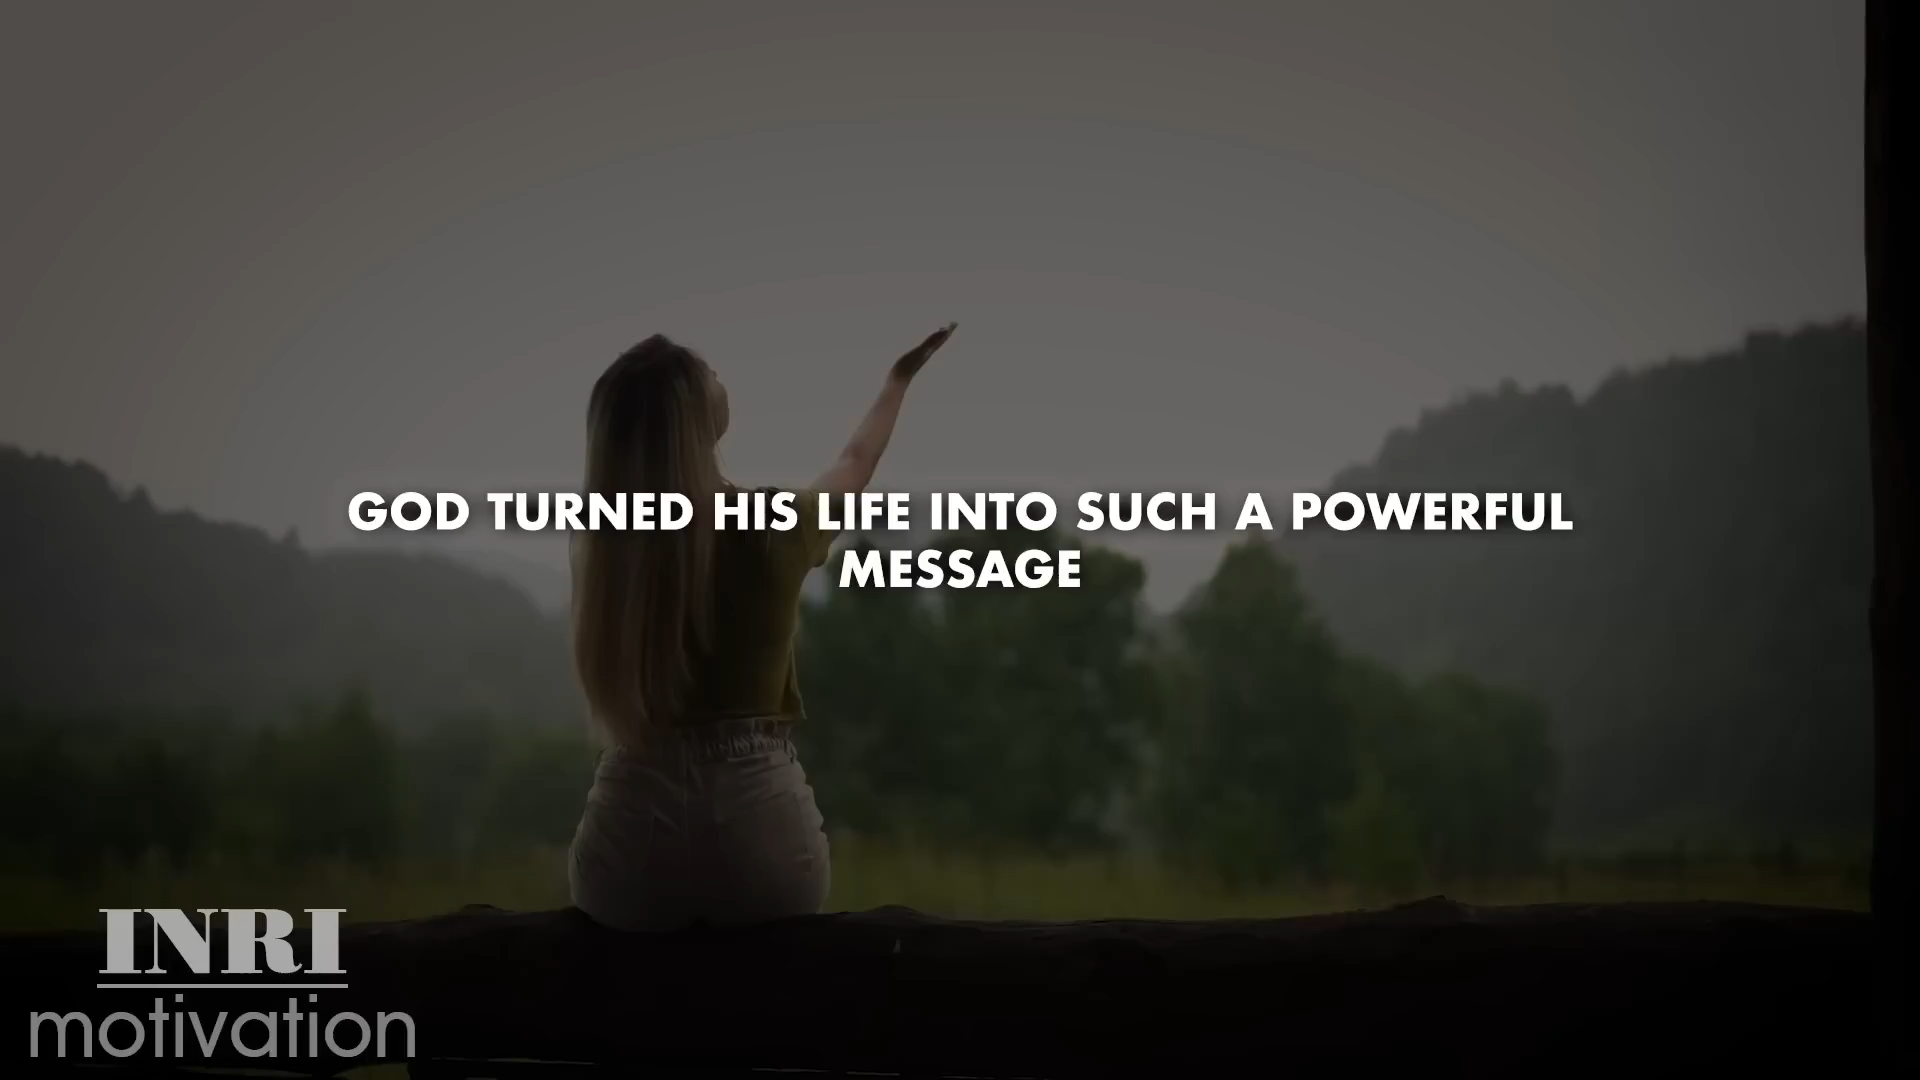 GOD TURNED HIS LIFE INTO SUCH A POWERFUL
MESSAGE
INRI
motivation